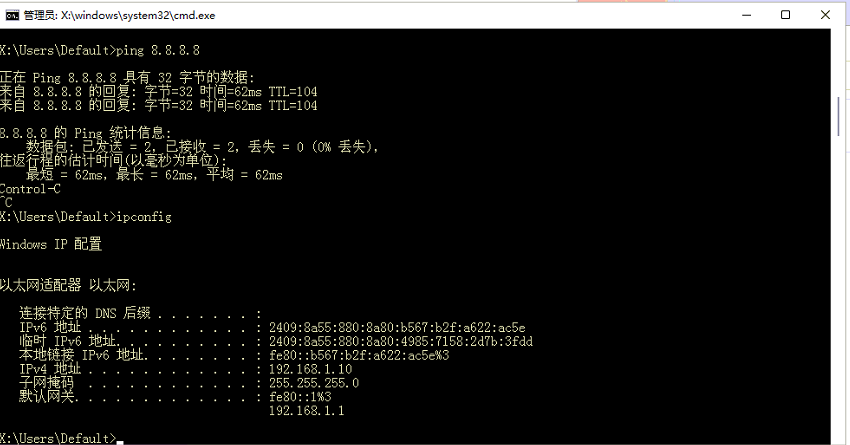 管理员: X:\windows\system32\cmd.exe
X:\Users\Default>ping 8.8.8.8
正在 Ping 8.8.8.8 具有 32 字节的数据:
来自 8.8.8.8 的回复: 字节=32 时间=62ms TTL=104
来自 8.8.8.8 的回复: 字节=32 时间=62ms TTL=104
8.8.8.8 的 Ping 统计信息:
数据包: 已发送 = 2，已接收 = 2，丢失 = 0 (0% 丢失)，
往返行程的估计时间(以毫秒为单位):
最短 = 62ms，最长 = 62ms，平均 = 62ms
Control-C
^C
X:\Users\Default>ipconfig
Windows IP 配置
以太网适配器 以太网:
连接特定的 DNS 后缀 . . . . . . . :
IPv6 地址 . . . . . . . . . . . . : 2409:8a55:880:8a80:b567:b2f:a622:ac5e
临时 IPv6 地址. . . . . . . . . . : 2409:8a55:880:8a80:4985:7158:2d7b:3fdd
本地链接 IPv6 地址. . . . . . . . : fe80::b567:b2f:a622:ac5e%3
IPv4 地址 . . . . . . . . . . . . : 192.168.1.10
子网掩码 . . . . . . . . . . . . : 255.255.255.0
默认网关. . . . . . . . . . . . . : fe80::1%3
192.168.1.1
X:\Users\Default>